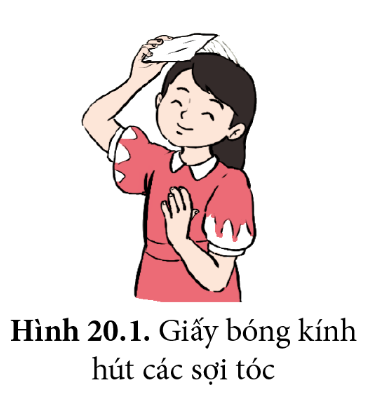 Hình 20.1. Giấy bóng kính
hút các sợi tóc